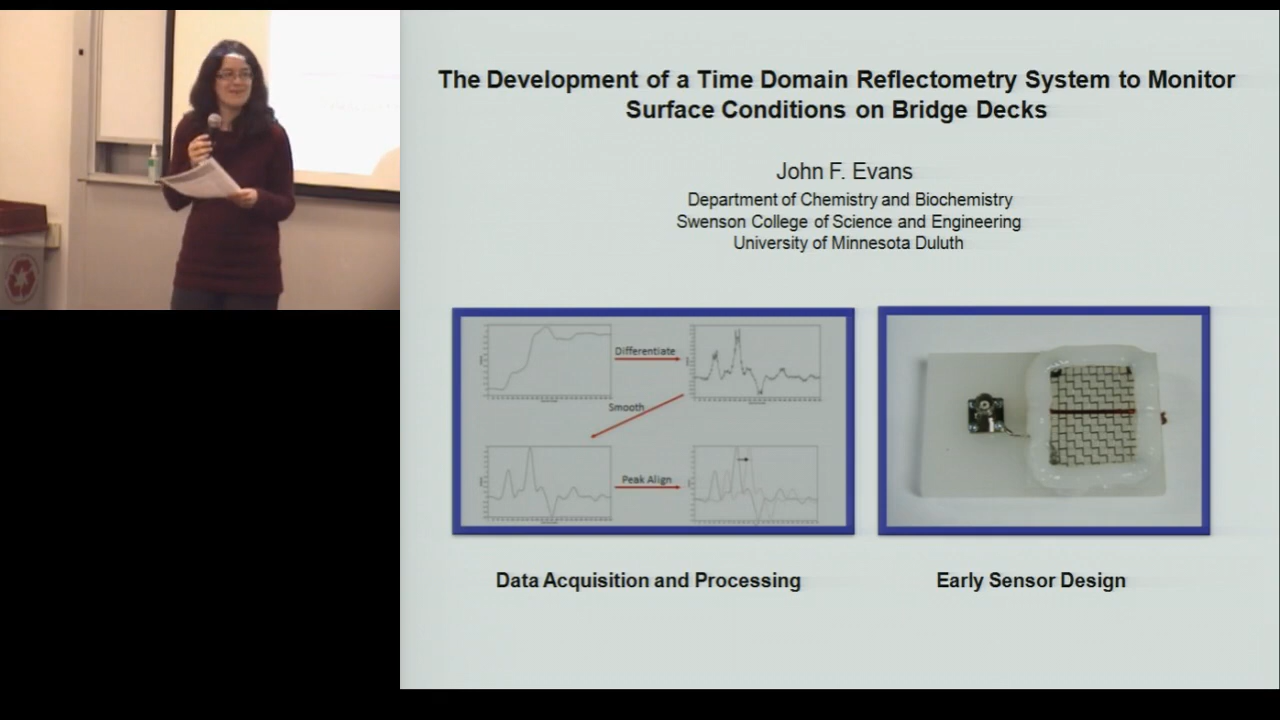 The Development of a Time Domain Reflectometry System to Monitor
Surface Conditions on Bridge Decks
John F. Evans
Department of Chemistry and Biochemistry
Swenson College of Science and Engineering
University of Minnesota Duluth
Differentiate
Smooth
Peak Align
Data Acquisition and Processing
Early Sensor Design